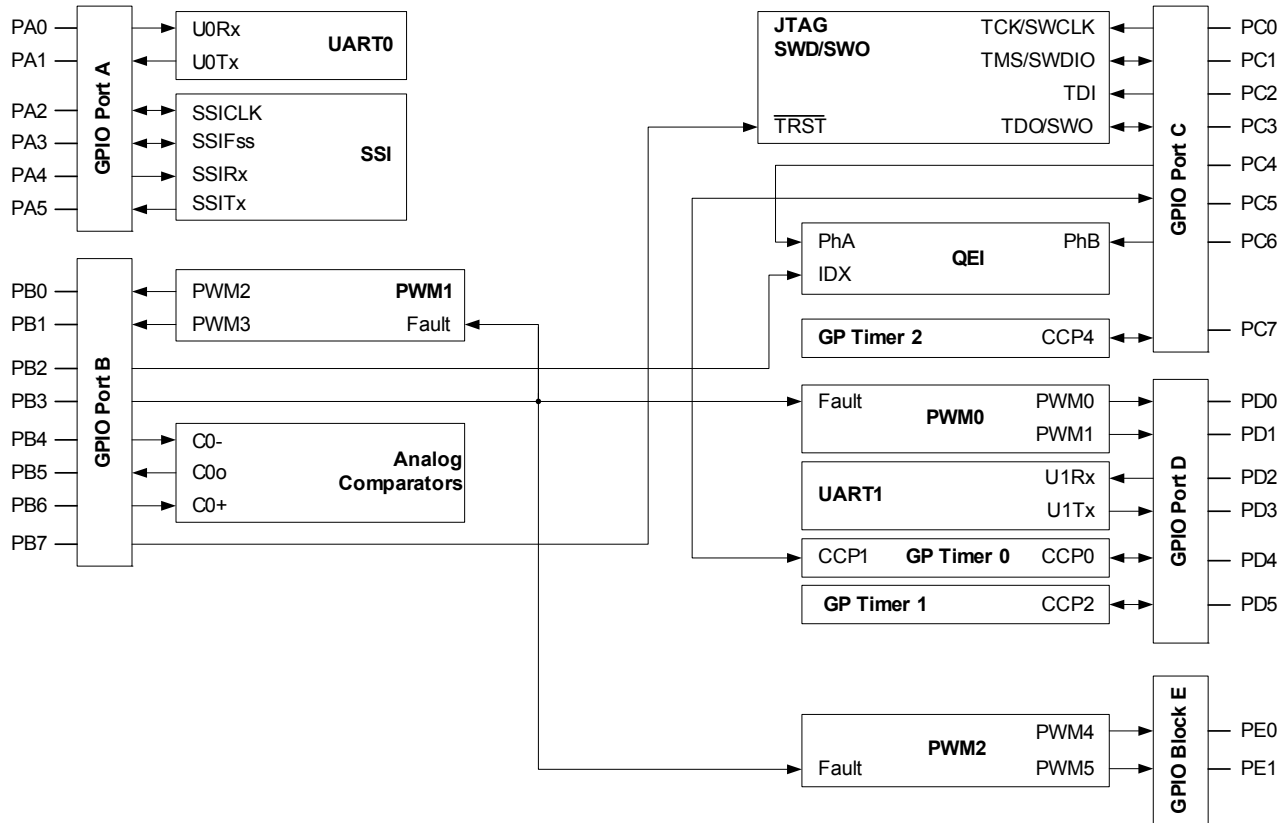 PA0
PA1
PA2
PA3
PA4
PA5
GPIO Port A
U0Rx
U0Tx
UART0
SSICLK
SSIFss
SSIRx
SSITx
SSI
PB0
PB1
PB2
PB3
PB4
PB5
PB6
PB7
GPIO Port B
PWM2
PWM3
PWM1
Fault
C0-
C0o
C0+
Analog
Comparators
JTAG
SWD/SWO
TCK/SWCLK
TMS/SWDIO
TDI
TRST
TDO/SWO
PhA
PhB
IDX
QEI
GP Timer 2
CCP4
GPIO Port C
PC0
PC1
PC2
PC3
PC4
PC5
PC6
PC7
Fault
PWM0
PWM0
PWM1
UART1
U1Rx
U1Tx
CCP1
GP Timer 0
CCP0
GP Timer 1
CCP2
GPIO Port D
PD0
PD1
PD2
PD3
PD4
PD5
PWM2
PWM4
PWM5
Fault
GPIO Block E
PE0
PE1